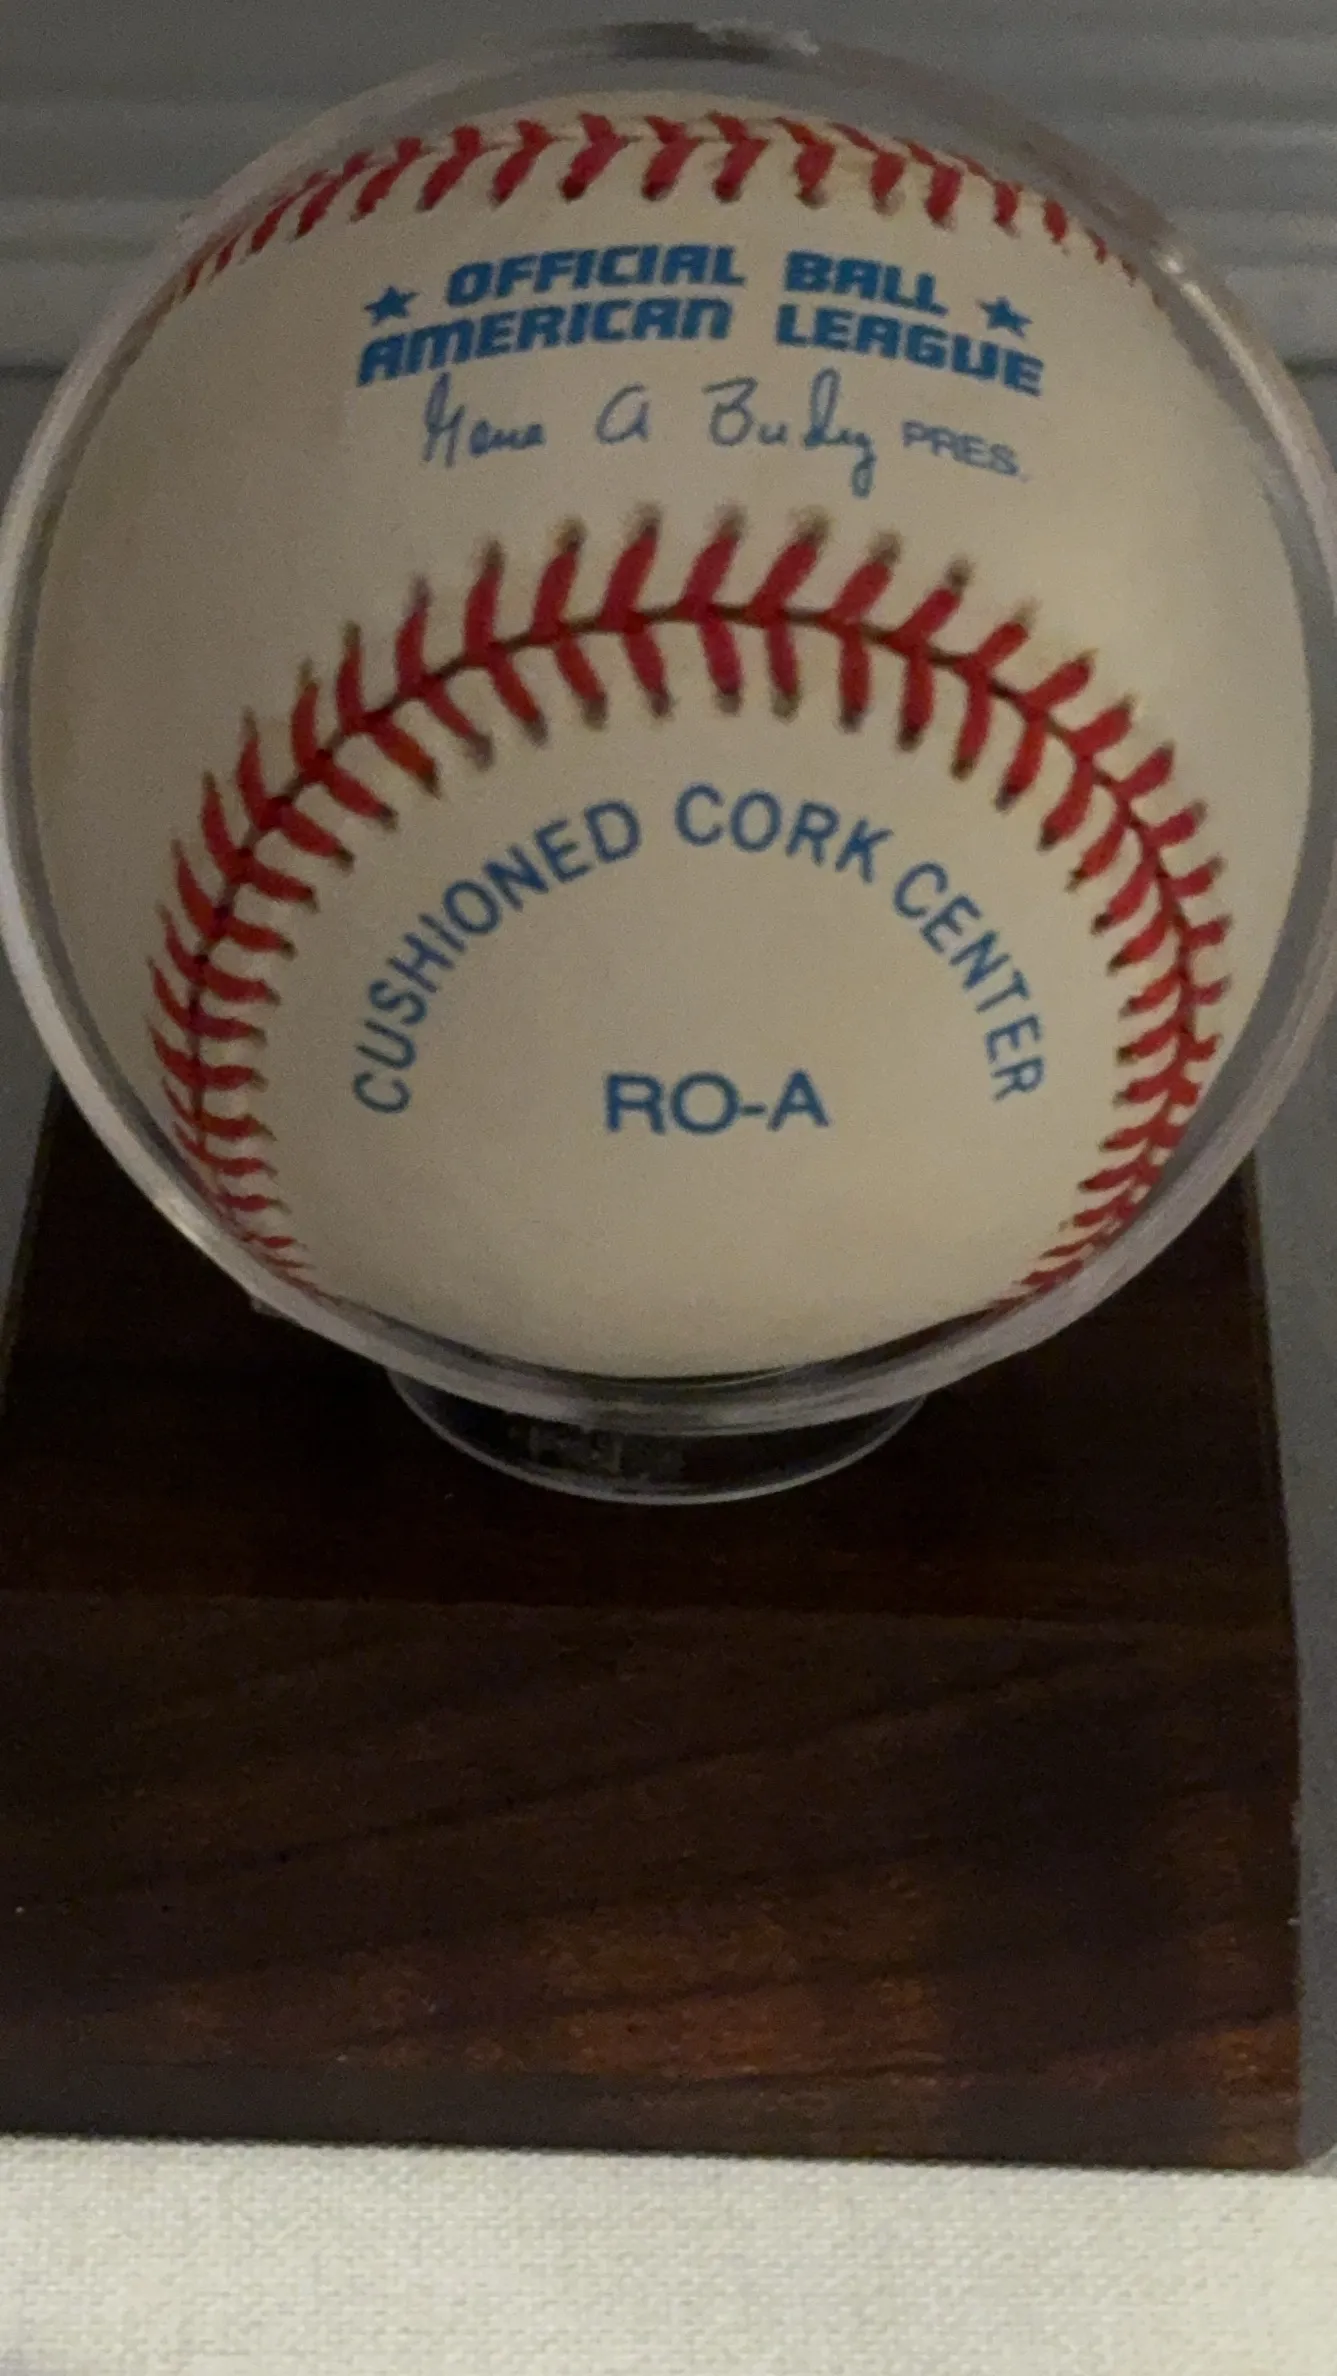 ★ OFFICIAL BALL ★
AMERICAN LEAGUE
Gene A Budig PRES.
CUSHIONED CORK CENTER
RO-A